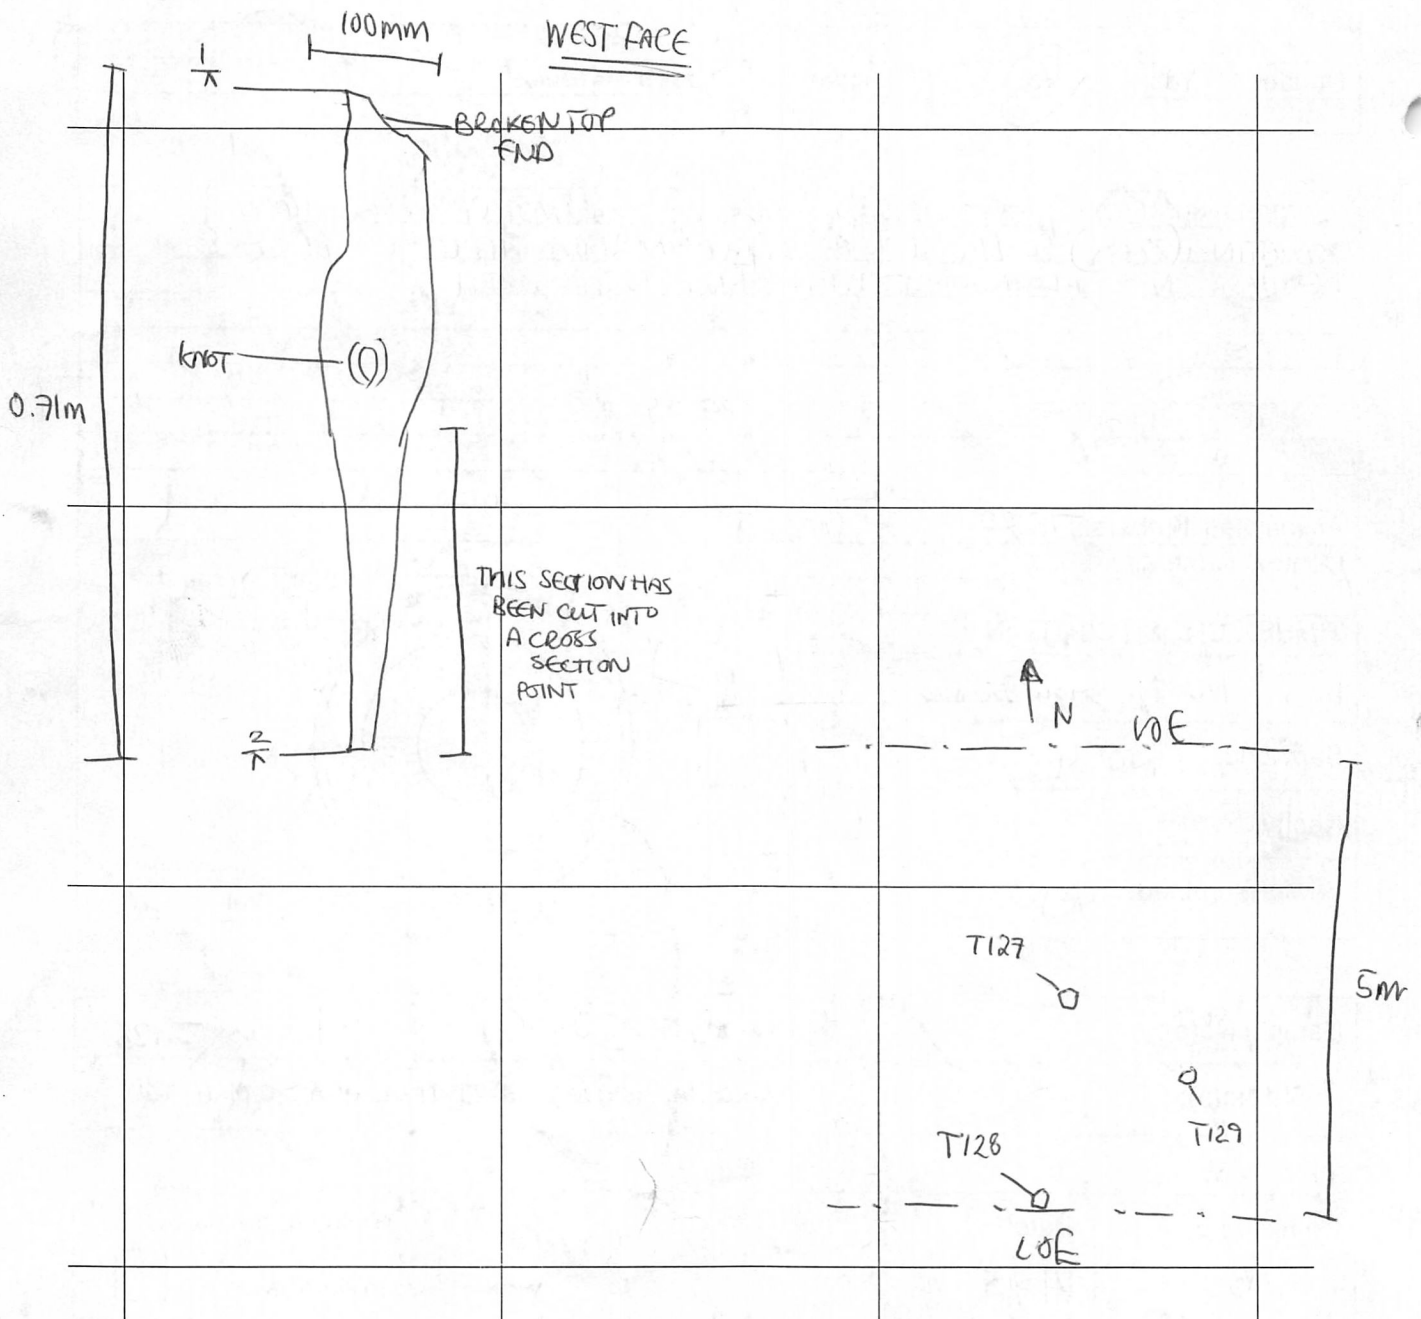 100mm
WEST FACE
1
BROKEN TOP
END
KNOT
0.71m
THIS SECTION HAS
BEEN CUT INTO
A CROSS
SECTION
POINT
2
N
LOE
T127
5m
T129
T128
LOE